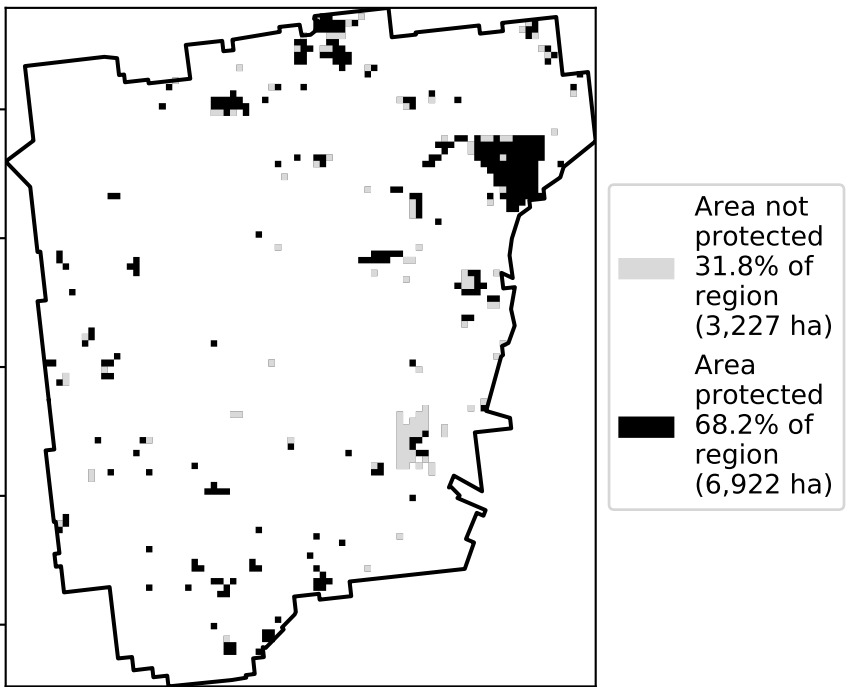 Area not
protected
31.8% of
region
(3,227 ha)
Area
protected
68.2% of
region
(6,922 ha)